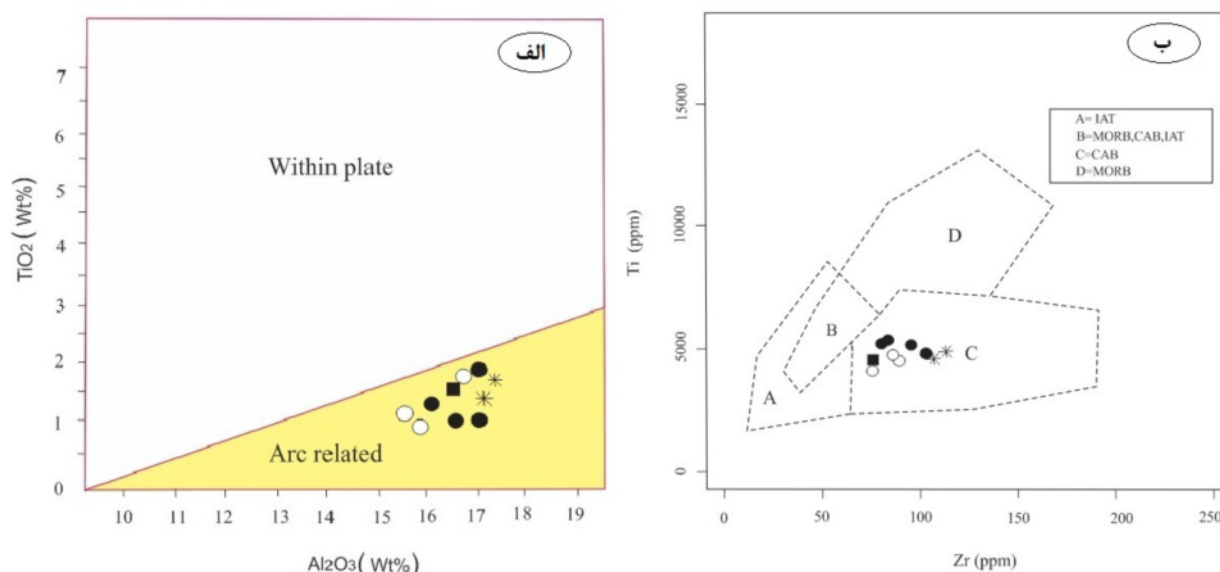 الف
7
6
5
4
3
2
1
0
TiO2 (Wt%)
Within plate
Arc related
10 11 12 13 14 15 16 17 18 19
Al2O3 (Wt%)
ب
15000
10000
5000
0
Ti (ppm)
A= IAT
B=MORB,CAB,IAT
C=CAB
D=MORB
D
B
C
A
0 50 100 150 200 250
Zr (ppm)